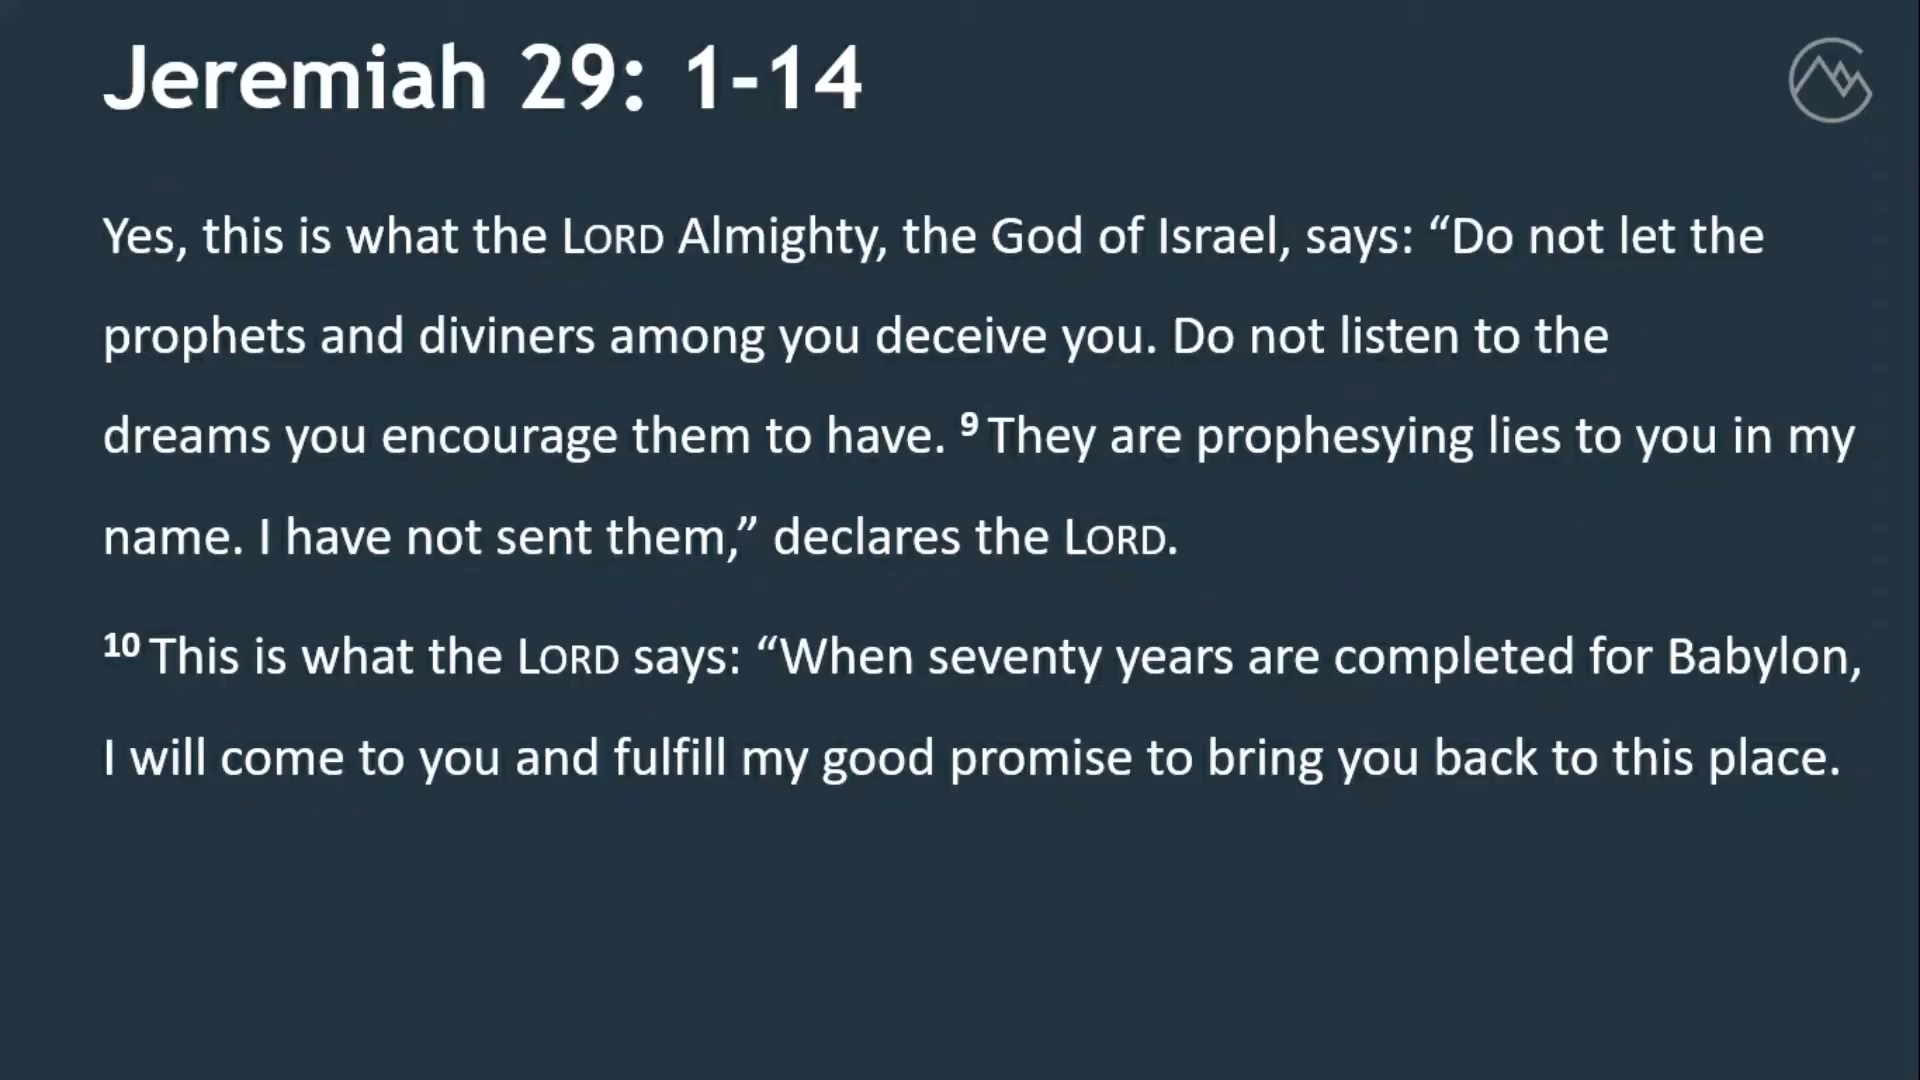 Jeremiah 29: 1-14
Yes, this is what the LORD Almighty, the God of Israel, says: “Do not let the
prophets and diviners among you deceive you. Do not listen to the
dreams you encourage them to have. ⁹ They are prophesying lies to you in my
name. I have not sent them,” declares the LORD.
¹⁰ This is what the LORD says: “When seventy years are completed for Babylon,
I will come to you and fulfill my good promise to bring you back to this place.